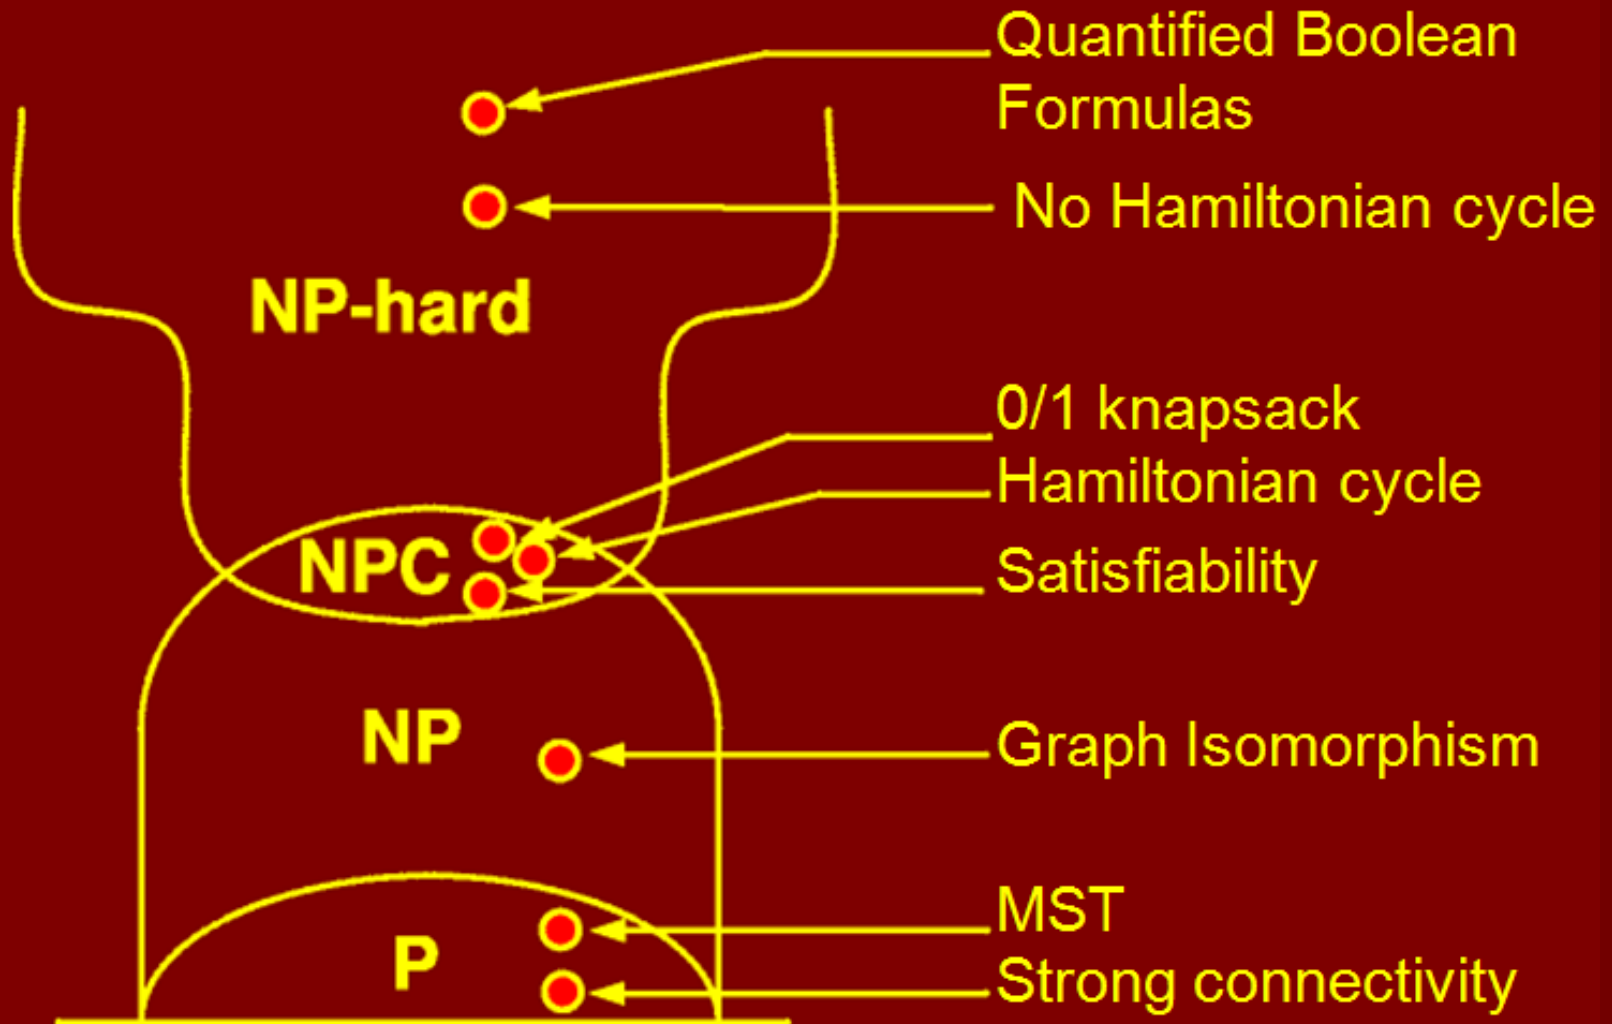 Quantified Boolean
Formulas
No Hamiltonian cycle
NP-hard
0/1 knapsack
Hamiltonian cycle
NPC
Satisfiability
NP
Graph Isomorphism
MST
P
Strong connectivity